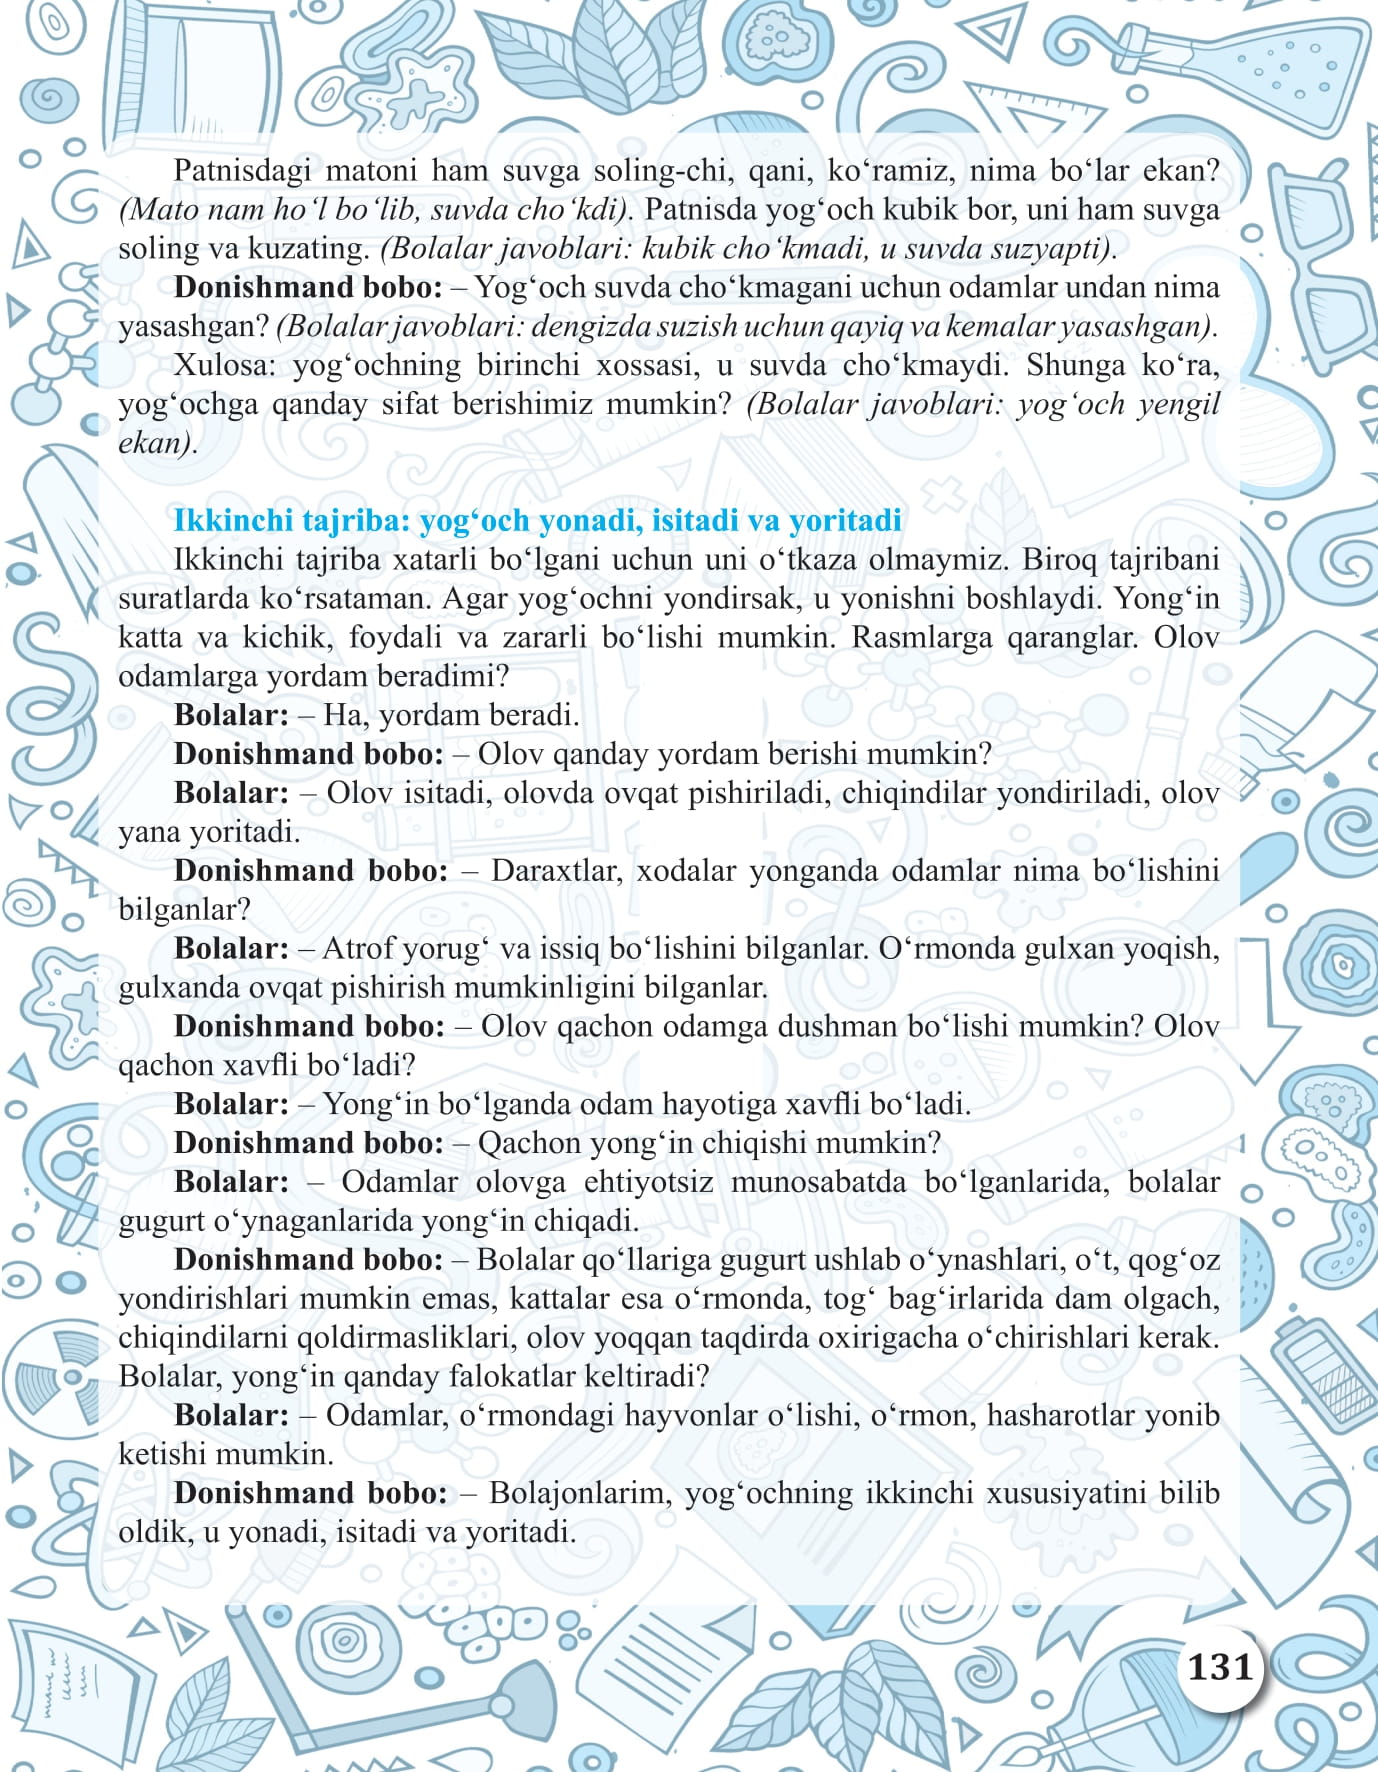 Patnisdagi matoni ham suvga soling-chi, qani, ko‘ramiz, nima bo‘lar ekan?
(Mato nam ho‘l bo‘lib, suvda cho‘kdi). Patnisda yog‘och kubik bor, uni ham suvga
soling va kuzating. (Bolalar javoblari: kubik cho‘kmadi, u suvda suzyapti).
Donishmand bobo: – Yog‘och suvda cho‘kmagani uchun odamlar undan nima
yasashgan? (Bolalar javoblari: dengizda suzish uchun qayiq va kemalar yasashgan).
Xulosa: yog‘ochning birinchi xossasi, u suvda cho‘kmaydi. Shunga ko‘ra,
yog‘ochga qanday sifat berishimiz mumkin? (Bolalar javoblari: yog‘och yengil
ekan).
Ikkinchi tajriba: yog‘och yonadi, isitadi va yoritadi
Ikkinchi tajriba xatarli bo‘lgani uchun uni o‘tkaza olmaymiz. Biroq tajribani
suratlarda ko‘rsataman. Agar yog‘ochni yondirsak, u yonishni boshlaydi. Yong‘in
katta va kichik, foydali va zararli bo‘lishi mumkin. Rasmlarga qaranglar. Olov
odamlarga yordam beradimi?
Bolalar: – Ha, yordam beradi.
Donishmand bobo: – Olov qanday yordam berishi mumkin?
Bolalar: – Olov isitadi, olovda ovqat pishiriladi, chiqindilar yondiriladi, olov
yana yoritadi.
Donishmand bobo: – Daraxtlar, xodalar yonganda odamlar nima bo‘lishini
bilganlar?
Bolalar: – Atrof yorug‘ va issiq bo‘lishini bilganlar. O‘rmonda gulxan yoqish,
gulxanda ovqat pishirish mumkinligini bilganlar.
Donishmand bobo: – Olov qachon odamga dushman bo‘lishi mumkin? Olov
qachon xavfli bo‘ladi?
Bolalar: – Yong‘in bo‘lganda odam hayotiga xavfli bo‘ladi.
Donishmand bobo: – Qachon yong‘in chiqishi mumkin?
Bolalar: – Odamlar olovga ehtiyotsiz munosabatda bo‘lganlarida, bolalar
gugurt o‘ynaganlarida yong‘in chiqadi.
Donishmand bobo: – Bolalar qo‘llariga gugurt ushlab o‘ynashlari, o‘t, qog‘oz
yondirishlari mumkin emas, kattalar esa o‘rmonda, tog‘ bag‘irlarida dam olgach,
chiqindilarni qoldirmasliklari, olov yoqqan taqdirda oxirigacha o‘chirishlari kerak.
Bolalar, yong‘in qanday falokatlar keltiradi?
Bolalar: – Odamlar, o‘rmondagi hayvonlar o‘lishi, o‘rmon, hasharotlar yonib
ketishi mumkin.
Donishmand bobo: – Bolajonlarim, yog‘ochning ikkinchi xususiyatini bilib
oldik, u yonadi, isitadi va yoritadi.
131